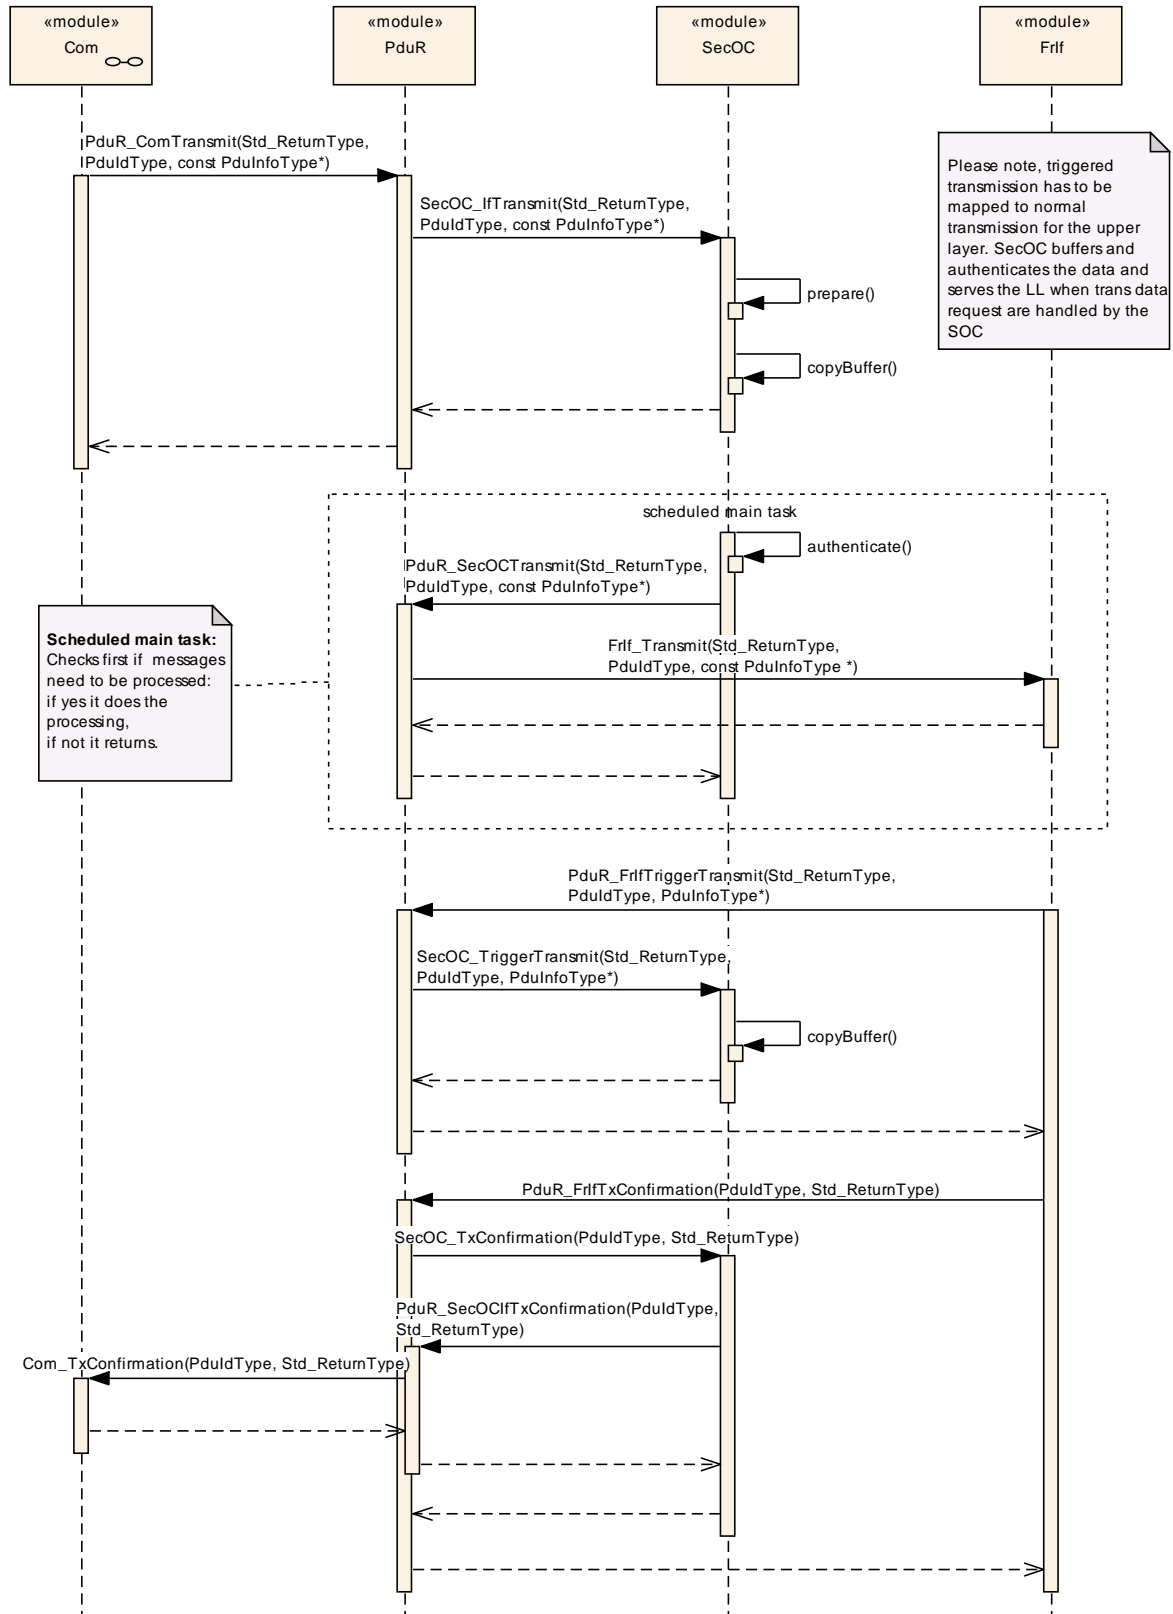 «module»
Com
«module»
PduR
«module»
SecOC
«module»
FrIf
PduR_ComTransmit(Std_ReturnType,
PduIdType, const PduInfoType*)
Please note, triggered
transmission has to be
mapped to normal
transmission for the upper
layer. SecOC buffers and
authenticates the data and
serves the LL when trans data
request are handled by the
SOC
SecOC_IfTransmit(Std_ReturnType,
PduIdType, const PduInfoType*)
prepare()
copyBuffer()
scheduled main task
authenticate()
PduR_SecOCTransmit(Std_ReturnType,
PduIdType, const PduInfoType*)
Scheduled main task:
Checks first if messages
need to be processed:
if yes it does the
processing,
if not it returns.
FrIf_Transmit(Std_ReturnType,
PduIdType, const PduInfoType *)
PduR_FrIfTriggerTransmit(Std_ReturnType,
PduIdType, PduInfoType*)
SecOC_TriggerTransmit(Std_ReturnType,
PduIdType, PduInfoType*)
copyBuffer()
PduR_FrIfTxConfirmation(PduIdType, Std_ReturnType)
SecOC_TxConfirmation(PduIdType, Std_ReturnType)
PduR_SecOCIfTxConfirmation(PduIdType,
Std_ReturnType)
Com_TxConfirmation(PduIdType, Std_ReturnType)